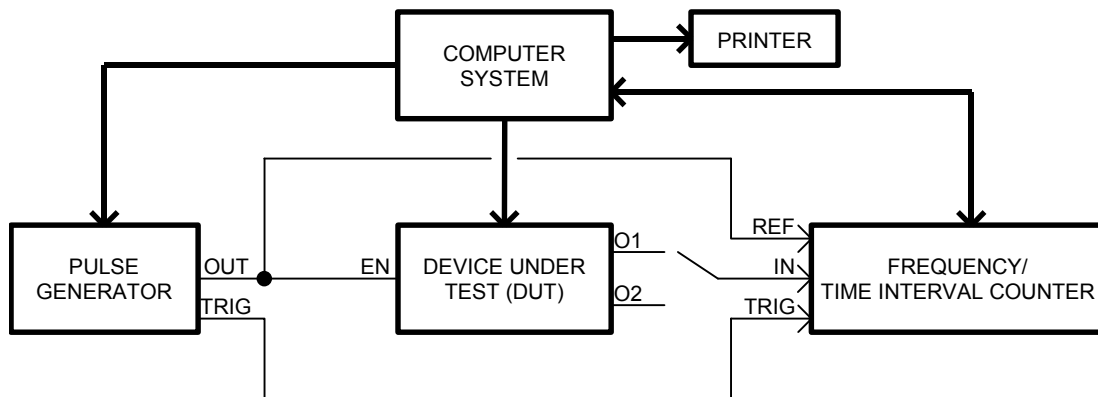 COMPUTER
SYSTEM
PRINTER
PULSE
GENERATOR
OUT
TRIG
EN
DEVICE UNDER
TEST (DUT)
O1
O2
REF
IN
TRIG
FREQUENCY/
TIME INTERVAL COUNTER